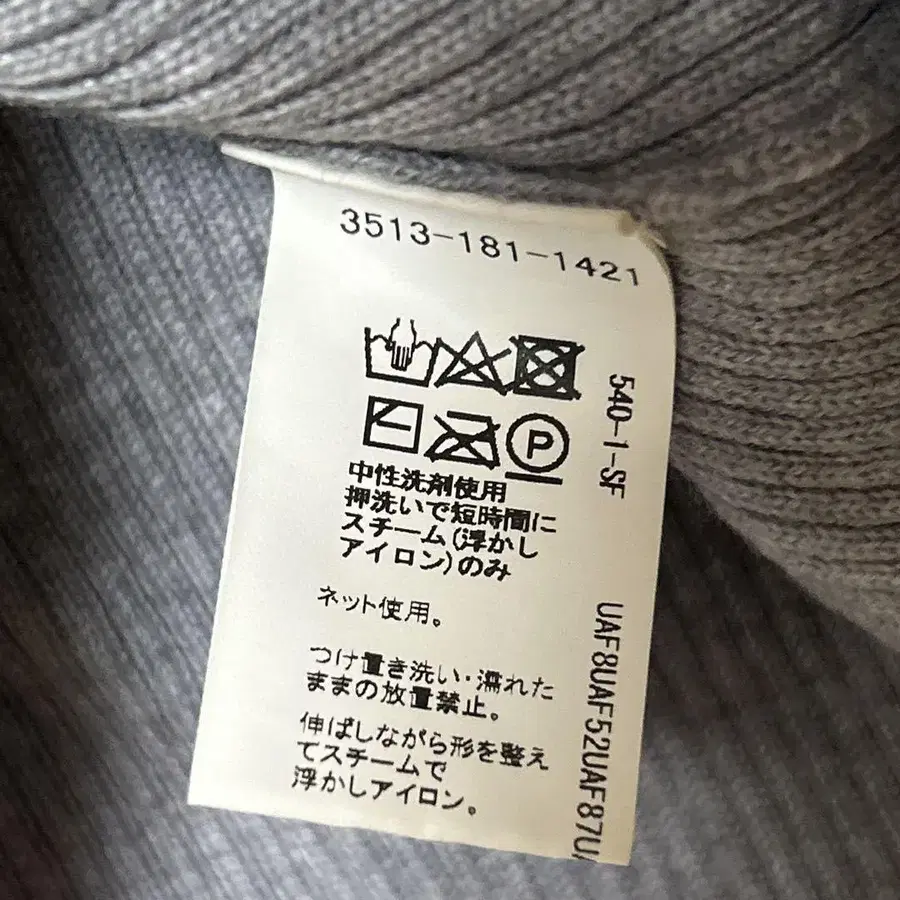 3513-181-1421
P
中性洗剤使用
押洗いで短時間に
スチーム(浮かし
アイロン)のみ
ネット使用。
つけ置き洗い・濡れた
ままの放置禁止。
伸ばしながら形を整え
てスチームで
浮かしアイロン。
540-1-SF
UAF8UAF52UAF87U